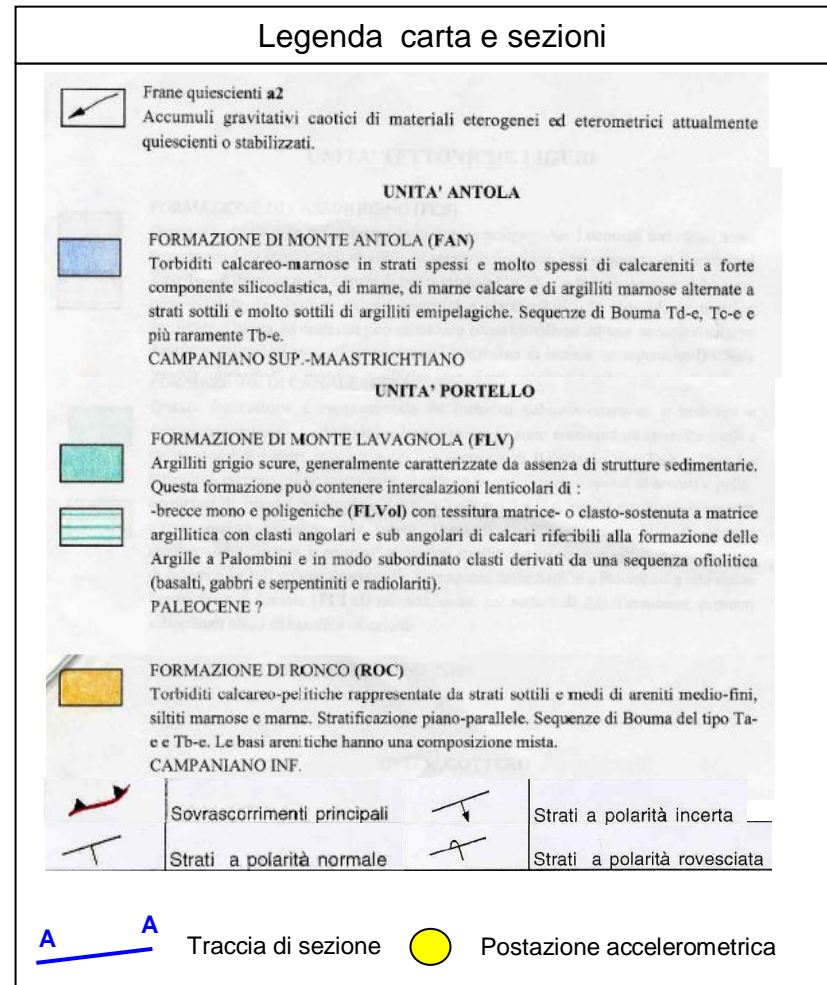 Legenda carta e sezioni
Frane quiescienti a2
Accumuli gravitativi caotici di materiali eterogenei ed eterometrici attualmente
quiescienti o stabilizzati.
UNITA' ANTOLA
FORMAZIONE DI MONTE ANTOLA (FAN)
Torbiditi calcareo-marnose in strati spessi e molto spessi di calcareniti a forte
componente silicoclastica, di marne, di marne calcare e di argilliti marnose alternate a
strati sottili e molto sottili di argilliti emipelagiche. Sequenze di Bouma Td-e, Tc-e e
più raramente Tb-e.
CAMPANIANO SUP.-MAASTRICHTIANO
UNITA' PORTELLO
FORMAZIONE DI MONTE LAVAGNOLA (FLV)
Argilliti grigio scure, generalmente caratterizzate da assenza di strutture sedimentarie.
Questa formazione può contenere intercalazioni lenticolari di :
-brecce mono e poligeniche (FLVol) con tessitura matrice- o clasto-sostenuta a matrice
argillitica con clasti angolari e sub angolari di calcari riferibili alla formazione delle
Argille a Palombini e in modo subordinato clasti derivati da una sequenza ofiolitica
(basalti, gabbri e serpentiniti e radiolariti).
PALEOCENE ?
FORMAZIONE DI RONCO (ROC)
Torbiditi calcareo-pelitiche rappresentate da strati sottili e medi di areniti medio-fini,
siltiti marnose e marne. Stratificazione piano-parallele. Sequenze di Bouma del tipo Ta-
e e Tb-e. Le basi arenitiche hanno una composizione mista.
CAMPANIANO INF.
Sovrascorrimenti principali
Strati a polarità incerta
Strati a polarità normale
Strati a polarità rovesciata
A A
Traccia di sezione
Postazione accelerometrica